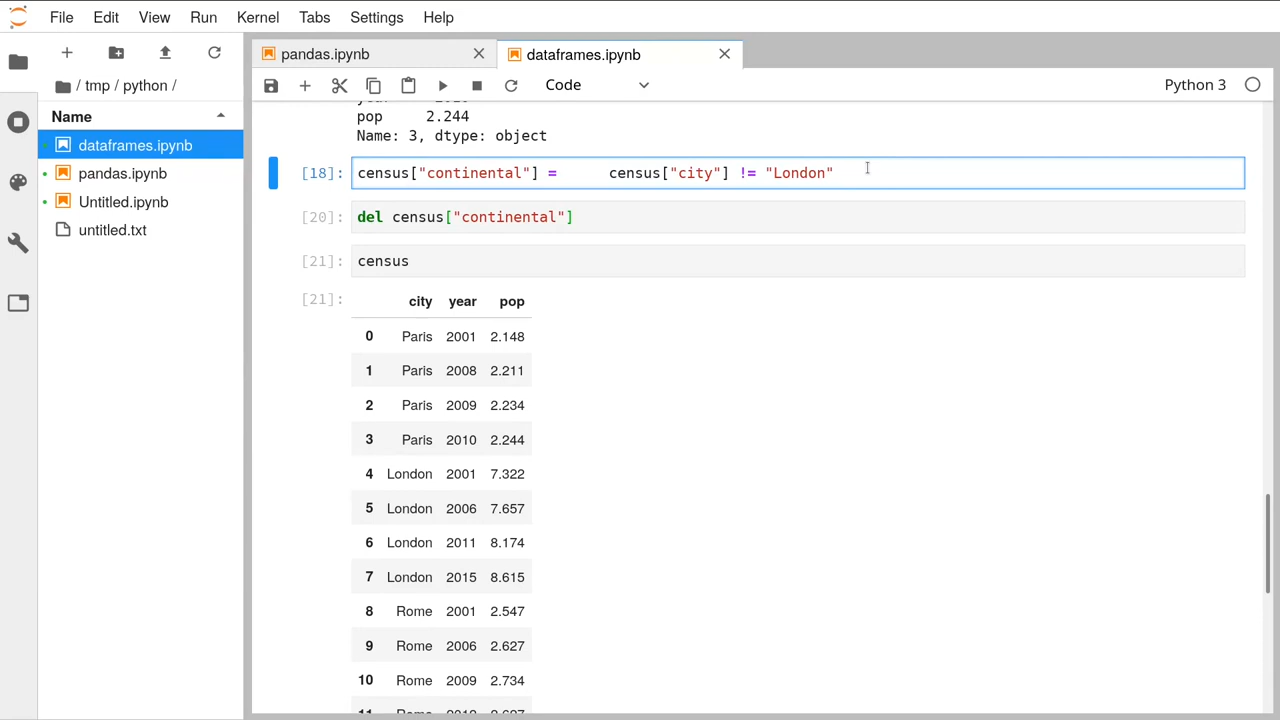 File Edit View Run Kernel Tabs Settings Help
pandas.ipynb dataframes.ipynb
Code Python 3
/ tmp / python /
Name
dataframes.ipynb
pandas.ipynb
Untitled.ipynb
untitled.txt
pop 2.244
Name: 3, dtype: object
[18]: census["continental"] = census["city"] != "London"
[20]: del census["continental"]
[21]: census
[21]:
city year pop
0 Paris 2001 2.148
1 Paris 2008 2.211
2 Paris 2009 2.234
3 Paris 2010 2.244
4 London 2001 7.322
5 London 2006 7.657
6 London 2011 8.174
7 London 2015 8.615
8 Rome 2001 2.547
9 Rome 2006 2.627
10 Rome 2009 2.734